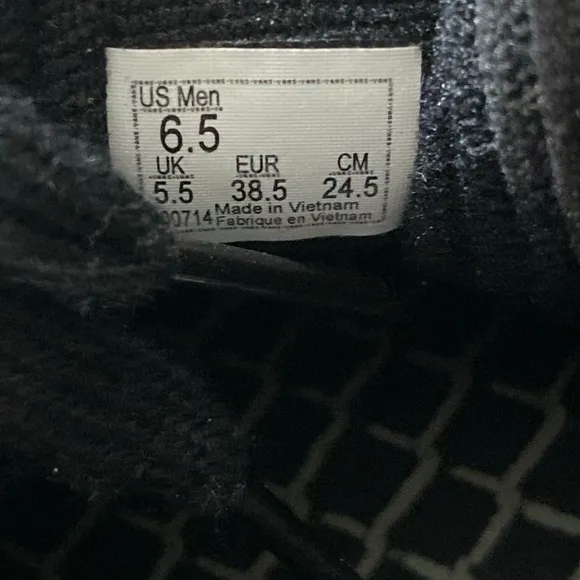 US Men
6.5
UK EUR CM
5.5 38.5 24.5
Made in Vietnam
0714 Fabrique en Vietnam